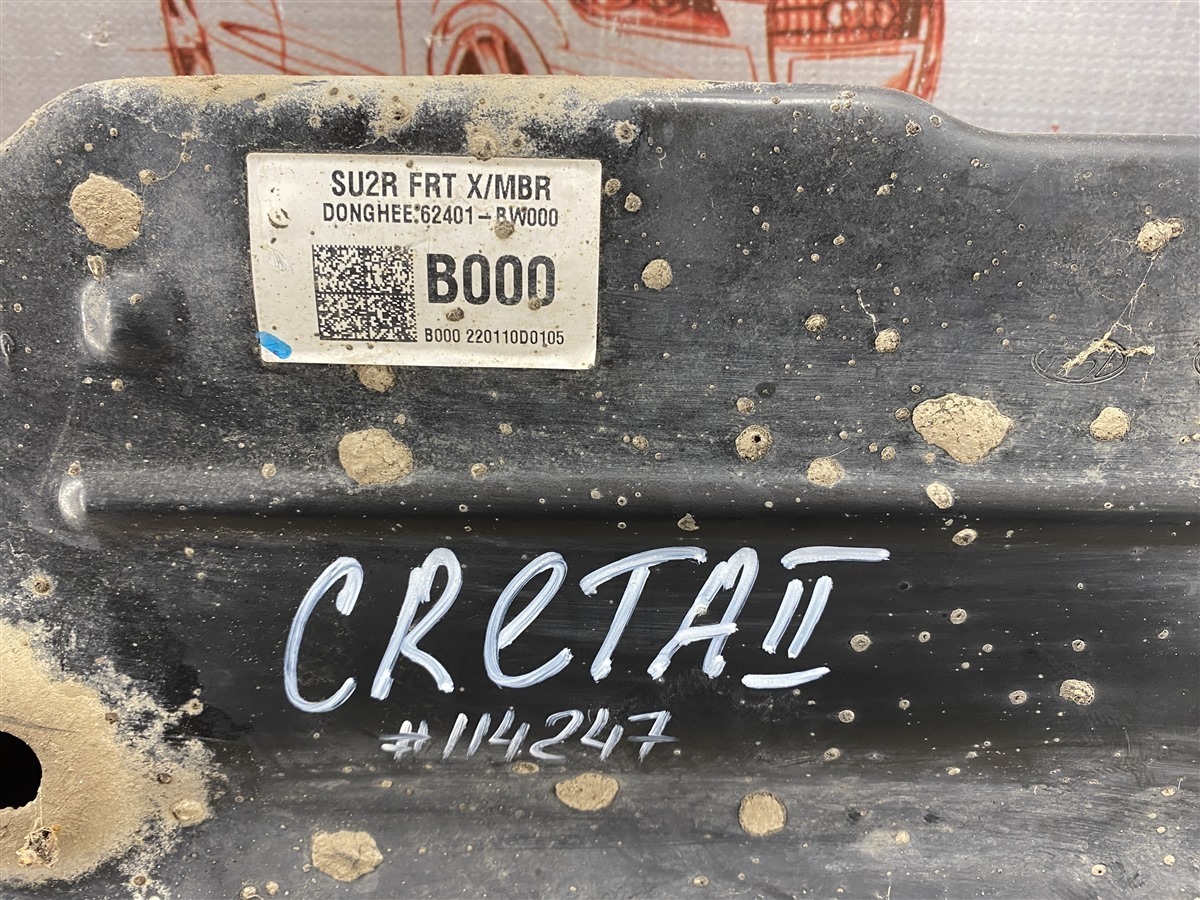 SU2R FRT X/MBR
DONGHEE:62401-BW000
B000
B000 220110D0105
CRETA II
#114247